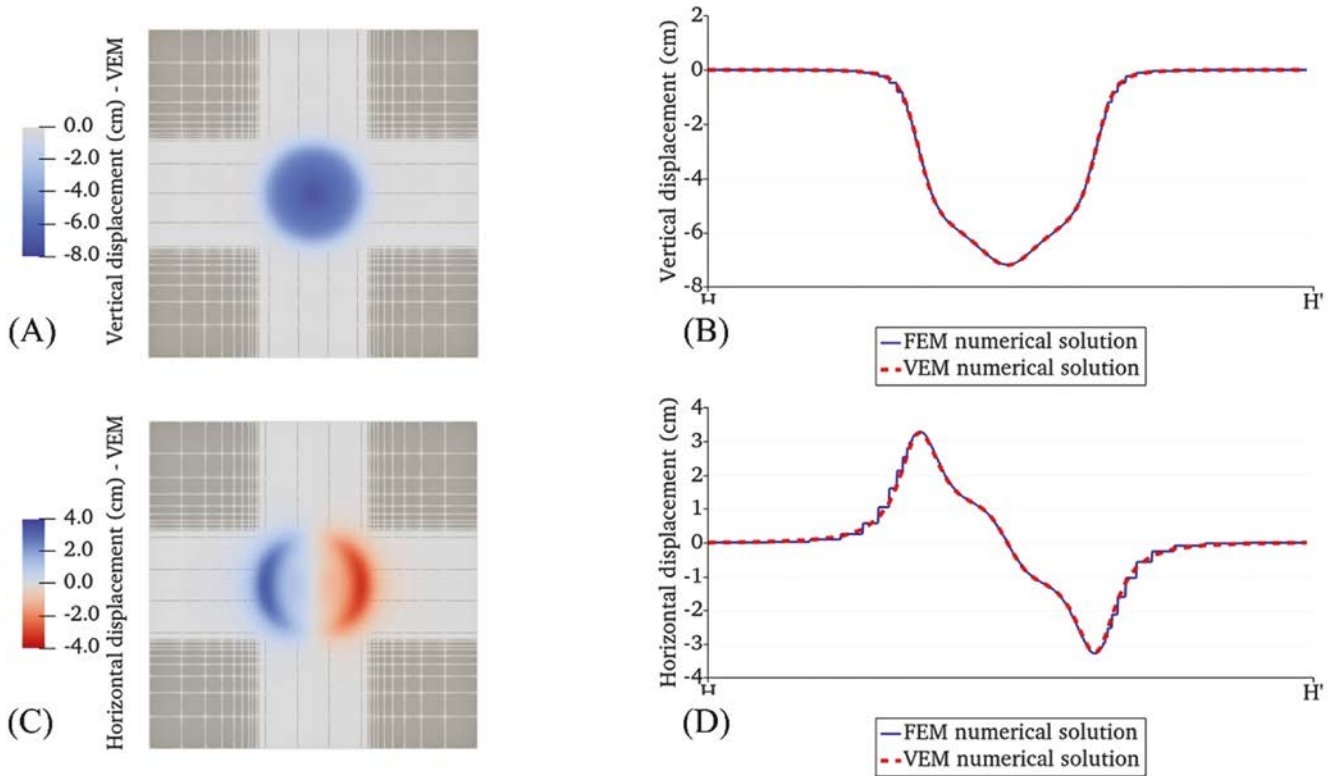 Vertical displacement (cm) - VEM
0.0
-2.0
-4.0
-6.0
-8.0
(A)
Vertical displacement (cm)
2
0
-2
-4
-6
-8
H
H'
(B)
FEM numerical solution
VEM numerical solution
Horizontal displacement (cm) - VEM
4.0
2.0
0.0
-2.0
-4.0
(C)
Horizontal displacement (cm)
4
3
2
1
0
-1
-2
-3
-4
H
H'
(D)
FEM numerical solution
VEM numerical solution